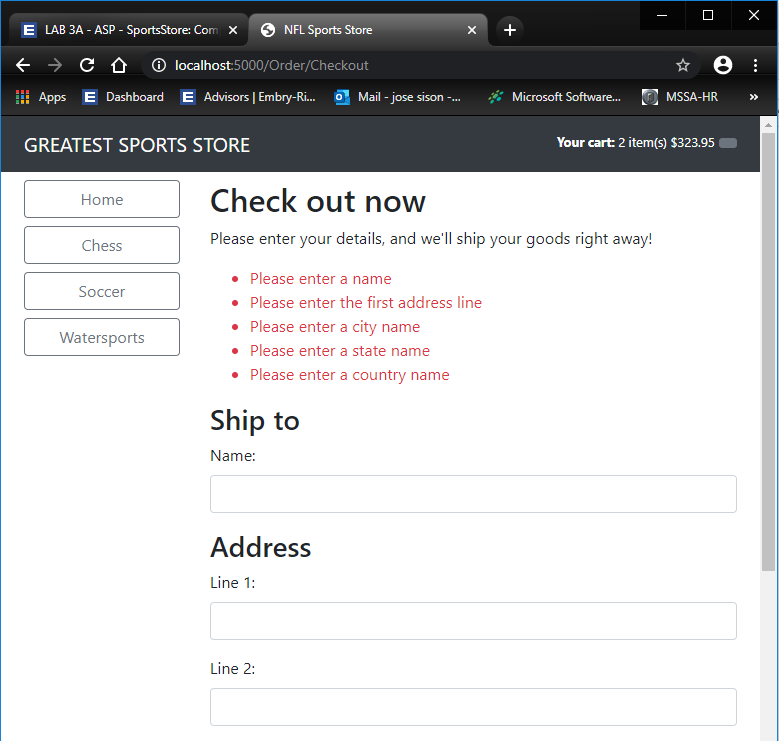 LAB 3A - ASP - SportsStore: Com
NFL Sports Store
localhost:5000/Order/Checkout
Apps
Dashboard
Advisors | Embry-Ri...
Mail - jose sison -...
Microsoft Software...
MSSA-HR
»
GREATEST SPORTS STORE
Your cart: 2 item(s) $323.95
Home
Chess
Soccer
Watersports
Check out now
Please enter your details, and we'll ship your goods right away!
• Please enter a name
• Please enter the first address line
• Please enter a city name
• Please enter a state name
• Please enter a country name
Ship to
Name:
Address
Line 1:
Line 2: